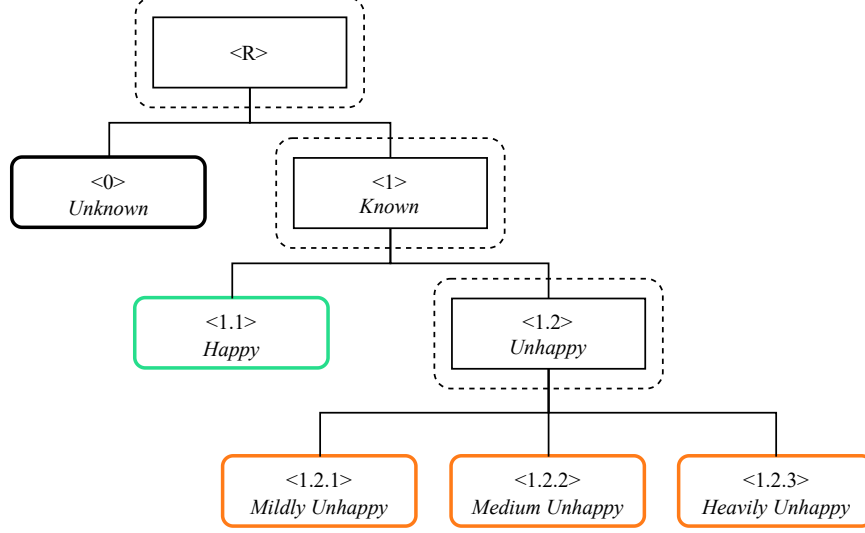 <R>
<0>
Unknown
<1>
Known
<1.1>
Happy
<1.2>
Unhappy
<1.2.1>
Mildly Unhappy
<1.2.2>
Medium Unhappy
<1.2.3>
Heavily Unhappy